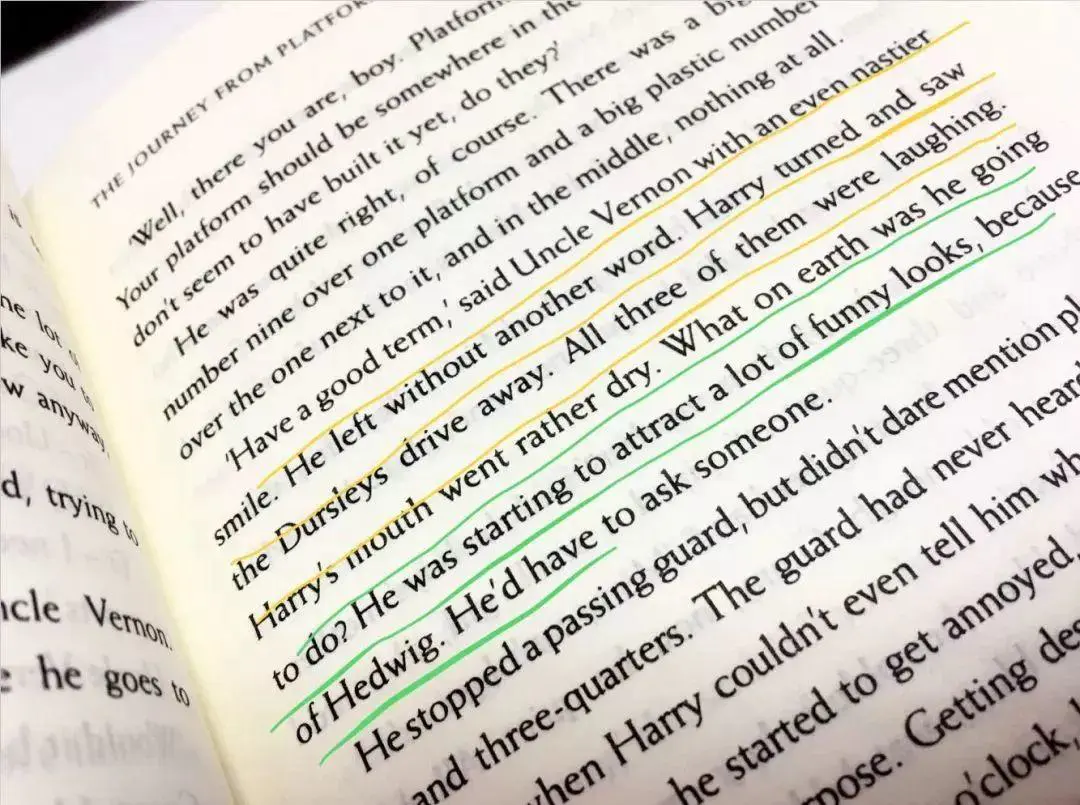 lot
you to
anyway,
trying to
Vernon.
he goes to
THE JOURNEY FROM
'Well, there you are, boy. Platform
Your platform should be somewhere in the
don't seem to have built it yet, do they?'
He was quite right, of course. There was a
number nine over one platform and a big plastic number
over the one next to it, and in the middle, nothing at all.
'Have a good term,' said Uncle Vernon with an even nastier
smile. He left without another word. Harry turned and saw
the Dursleys drive away. All three of them were laughing.
Harry's mouth went rather dry. What on earth was he going
to do? He was starting to attract a lot of funny looks, because
of Hedwig. He'd have to ask someone.
He stopped a passing guard, but didn't dare mention
and three-quarters. The guard had never heard
when Harry couldn't even tell him
he started to get annoyed,
Getting
o'clock,